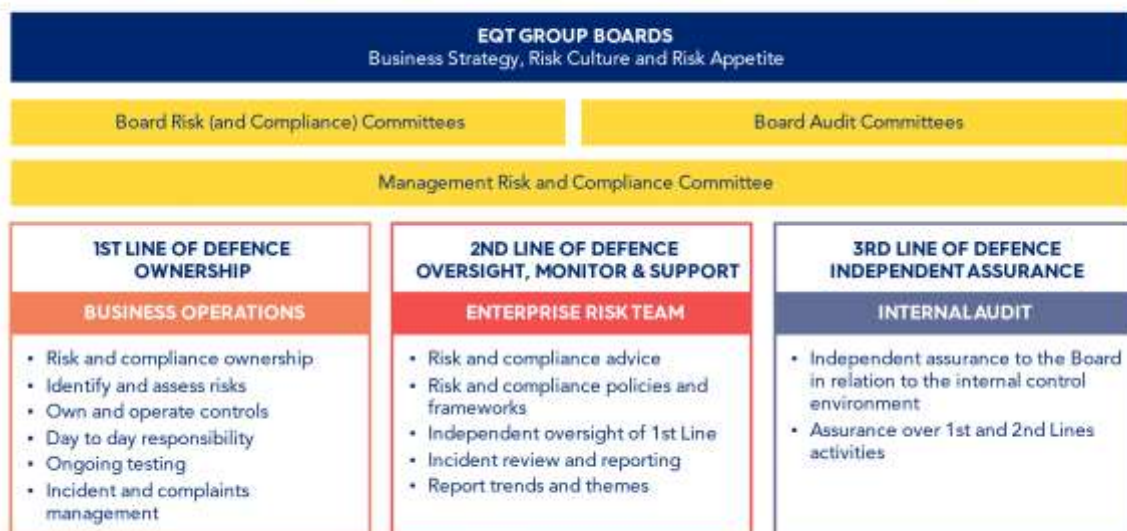 EQT GROUP BOARDS
Business Strategy, Risk Culture and Risk Appetite
Board Risk (and Compliance) Committees
Board Audit Committees
Management Risk and Compliance Committee
1ST LINE OF DEFENCE
OWNERSHIP
BUSINESS OPERATIONS
• Risk and compliance ownership
• Identify and assess risks
• Own and operate controls
• Day to day responsibility
• Ongoing testing
• Incident and complaints
management
2ND LINE OF DEFENCE
OVERSIGHT, MONITOR & SUPPORT
ENTERPRISE RISK TEAM
• Risk and compliance advice
• Risk and compliance policies and
frameworks
• Independent oversight of 1st Line
• Incident review and reporting
• Report trends and themes
3RD LINE OF DEFENCE
INDEPENDENT ASSURANCE
INTERNAL AUDIT
• Independent assurance to the Board
in relation to the internal control
environment
• Assurance over 1st and 2nd Lines
activities